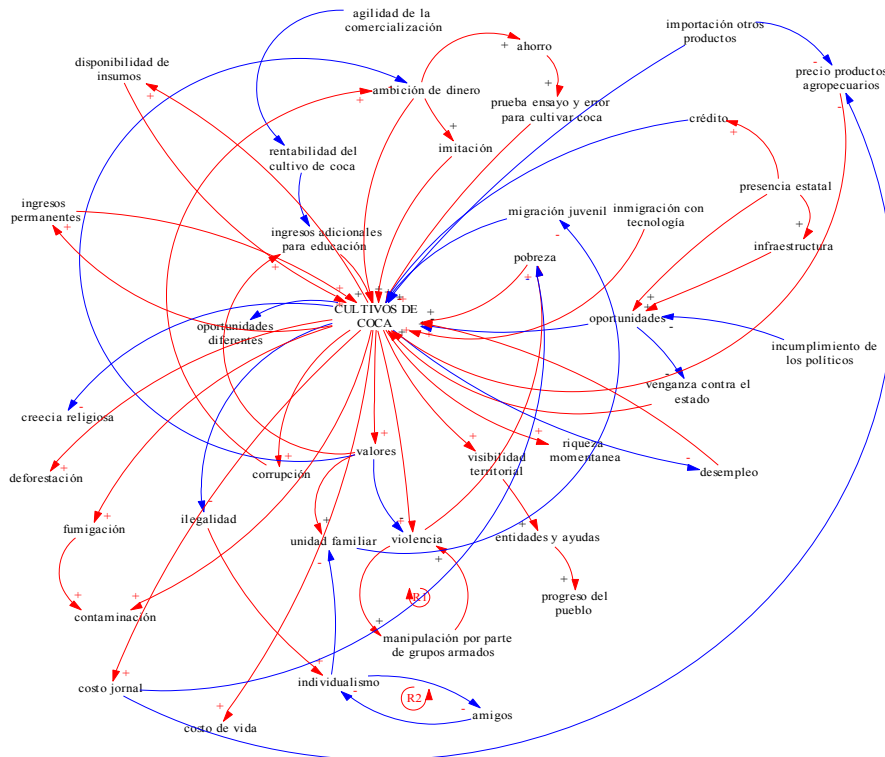 agilidad de la
comercialización
importación otros
productos
ahorro
disponibilidad de
insumos
precio productos
agropecuarios
ambición de dinero
prueba ensayo y error
para cultivar coca
crédito
imitación
rentabilidad del
cultivo de coca
presencia estatal
ingresos
permanentes
migración juvenil
inmigración con
tecnología
ingresos adicionales
para educación
infraestructura
pobreza
CULTIVOS DE
COCA
oportunidades
diferentes
oportunidades
incumplimiento de
los políticos
venganza contra el
estado
creecia religiosa
valores
visibilidad
territorial
riqueza
momentanea
deforestación
corrupción
desempleo
fumigación
ilegalidad
unidad familiar
violencia
entidades y ayudas
R1
progreso del
pueblo
contaminación
manipulación por parte
de grupos armados
costo jornal
individualismo
R2
amigos
costo de vida